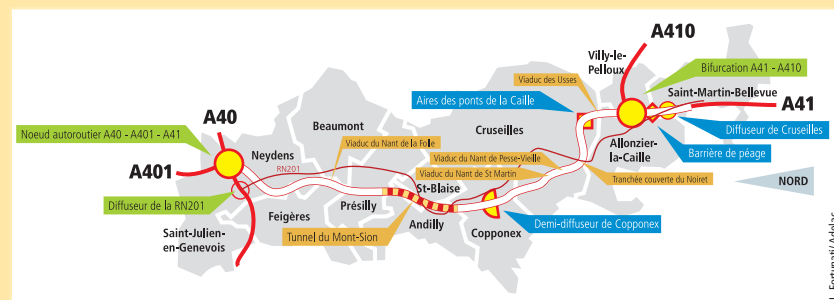 A410
Villy-le-
Pelloux
Bifurcation A41 - A410
Viaduc des Usses
Saint-Martin-Bellevue
A41
Aires des ponts de la Caille
A40
Noeud autoroutier A40 - A401 - A41
Beaumont
Cruseilles
Diffuseur de Cruseilles
Viaduc du Nant de la Folle
Allonzier-
la-Caille
Barrière de péage
Neydens
Viaduc du Nant de Pesse-Vieille
A401
RN201
Viaduc du Nant de St Martin
Tranchée couverte du Noiret
NORD
St-Blaise
Diffuseur de la RN201
Présilly
Feigères
Andilly
Demi-diffuseur de Copponex
Saint-Julien-
en-Genevois
Tunnel du Mont-Sion
Copponex
Fortunati/Adelac